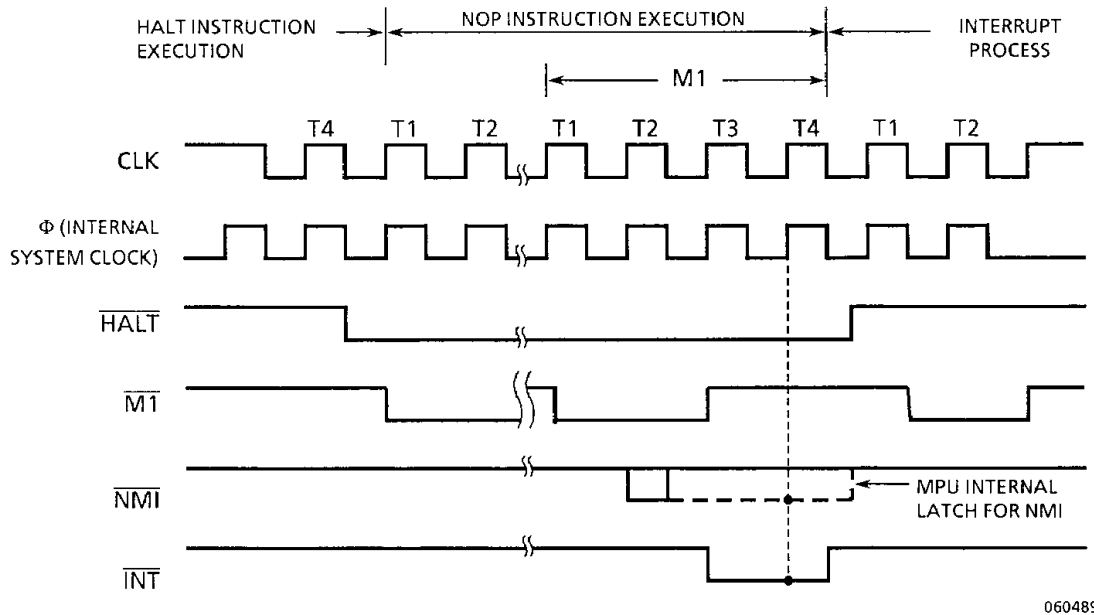 HALT INSTRUCTION
EXECUTION
NOP INSTRUCTION EXECUTION
INTERRUPT
PROCESS
M1
T4 T1 T2 T1 T2 T3 T4 T1 T2
CLK
Φ (INTERNAL
SYSTEM CLOCK)
HALT
M1
NMI
MPU INTERNAL
LATCH FOR NMI
INT
060489